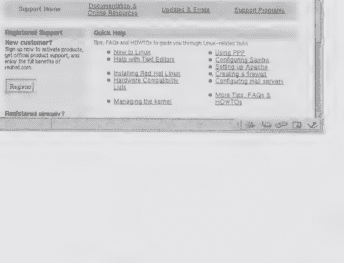 Support Home
Documentation &
Online Resources
Updates & Errata
Support Programs
Registered Support
New customer?
Sign up now to activate products,
get official product support, and
enjoy the full benefits of
redhat.com.
Register
Registered already?
Quick Help
Tips, FAQs and HOWTOs to guide you through Linux-related tasks
New to Linux
Help with Text Editors
Installing Red Hat Linux
Hardware Compatibility
Lists
Managing the kernel
Using PPP
Configuring Samba
Setting up Apache
Creating a firewall
Configuring mail servers
More Tips, FAQs &
HOWTOs